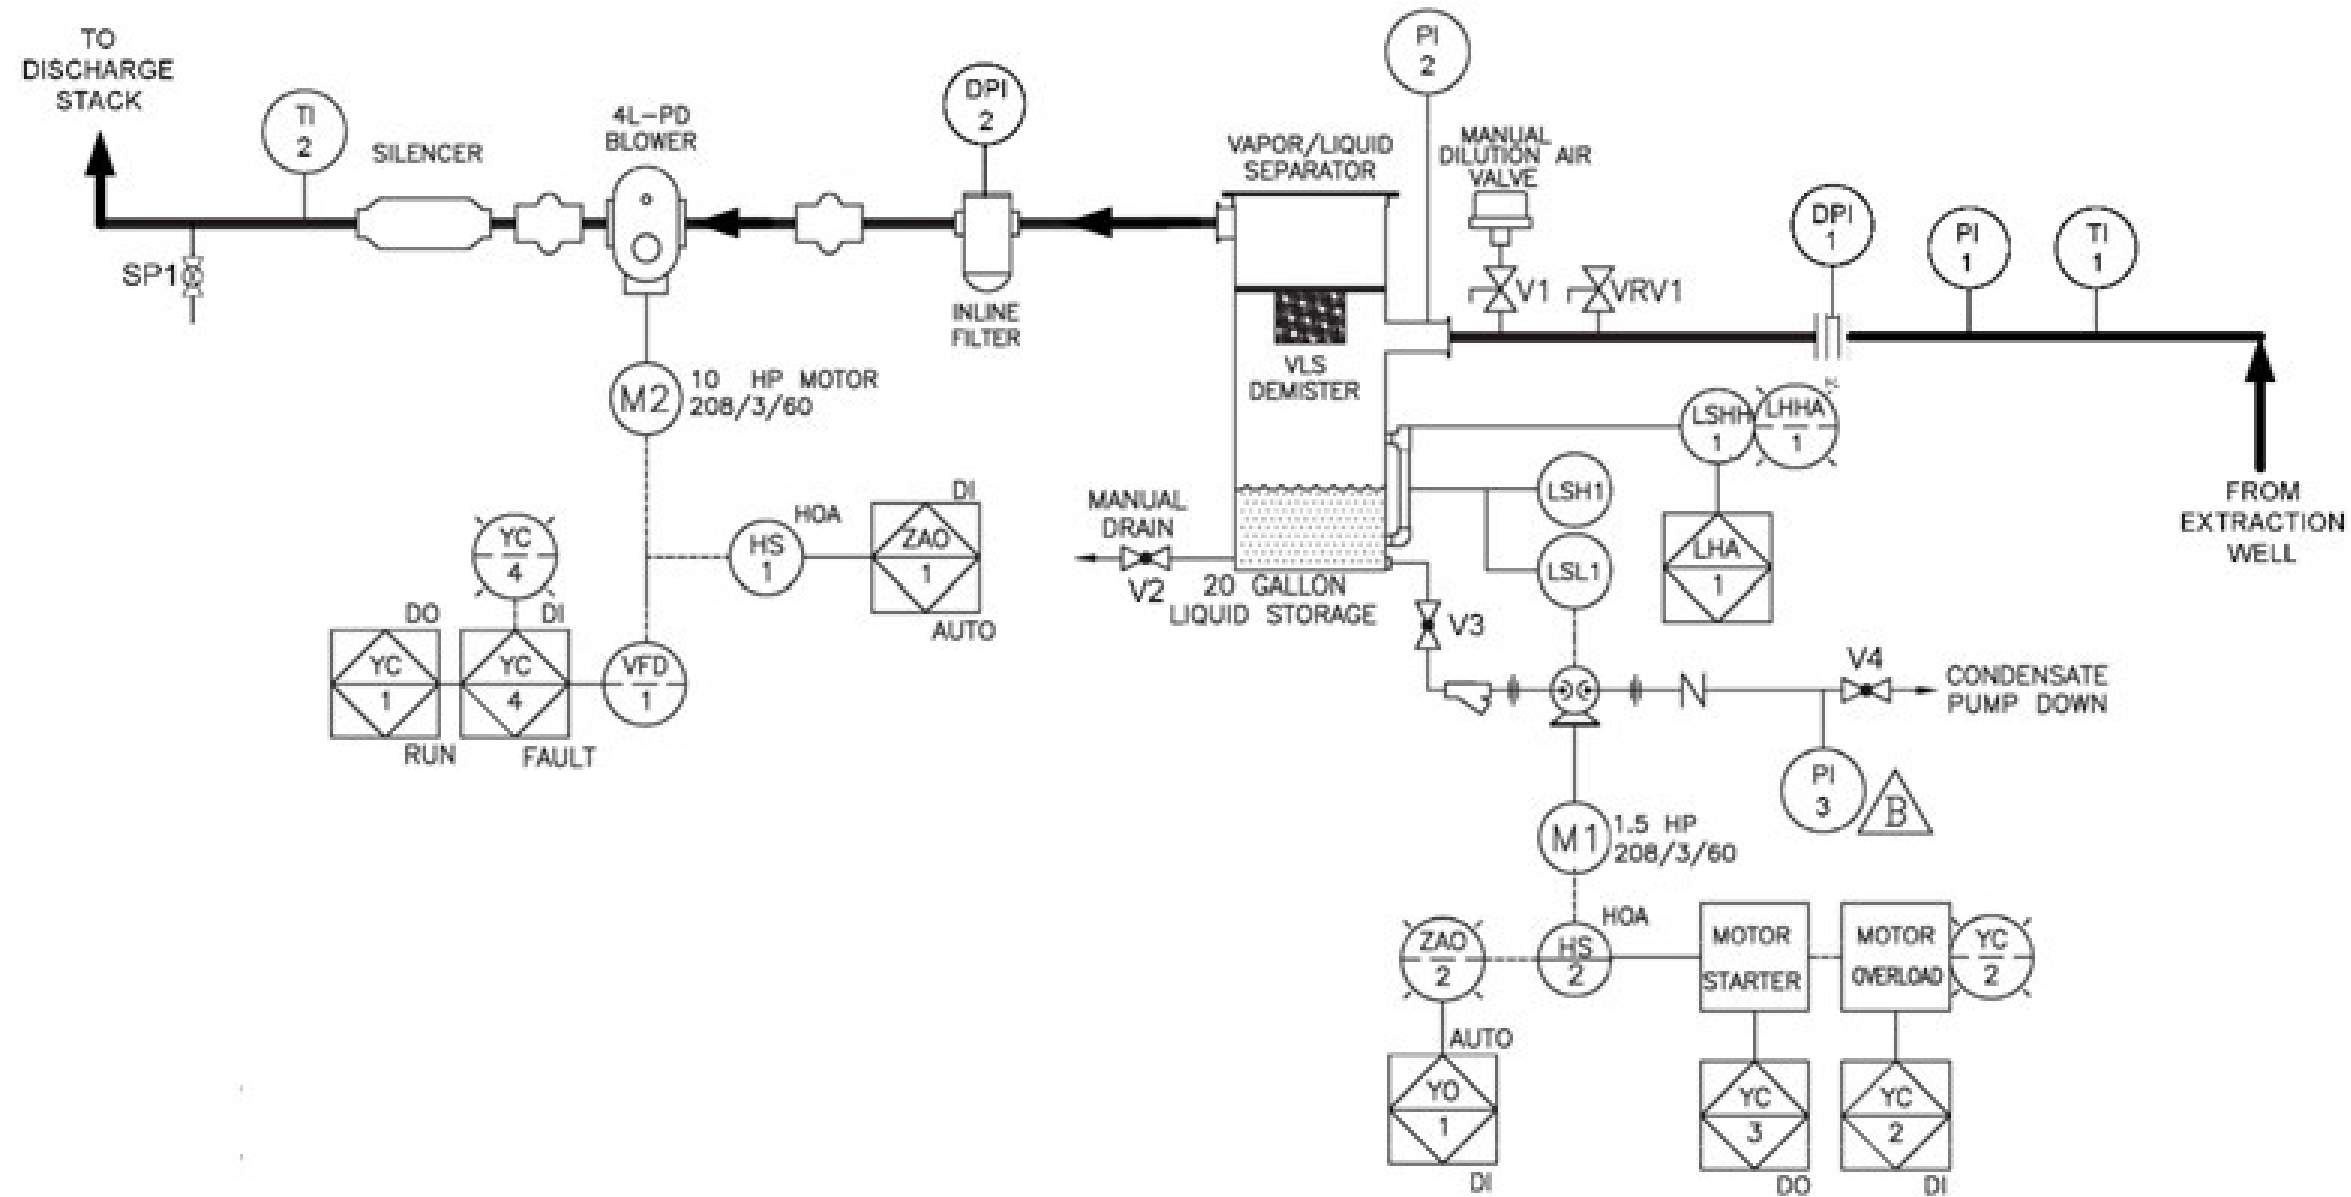 TO
DISCHARGE
STACK
TI
2
SILENCER
4L-PD
BLOWER
DPI
2
INLINE
FILTER
SP1
VAPOR/LIQUID
SEPARATOR
PI
2
MANUAL
DILUTION AIR
VALVE
V1
VRV1
DPI
1
PI
1
TI
1
FROM
EXTRACTION
WELL
VLS
DEMISTER
M2
10 HP MOTOR
208/3/60
LSHH
1
LHHA
1
LHA
1
LSH1
LSL1
MANUAL
DRAIN
V2
20 GALLON
LIQUID STORAGE
V3
V4
CONDENSATE
PUMP DOWN
PI
3
B
HS
1
HOA
DI
ZAO
1
AUTO
YC
4
DO
YC
1
RUN
DI
YC
4
FAULT
VFD
1
M1
1.5 HP
208/3/60
HOA
HS
2
ZAO
2
AUTO
YO
1
DI
MOTOR
STARTER
MOTOR
OVERLOAD
YC
2
YC
3
DO
YC
2
DI